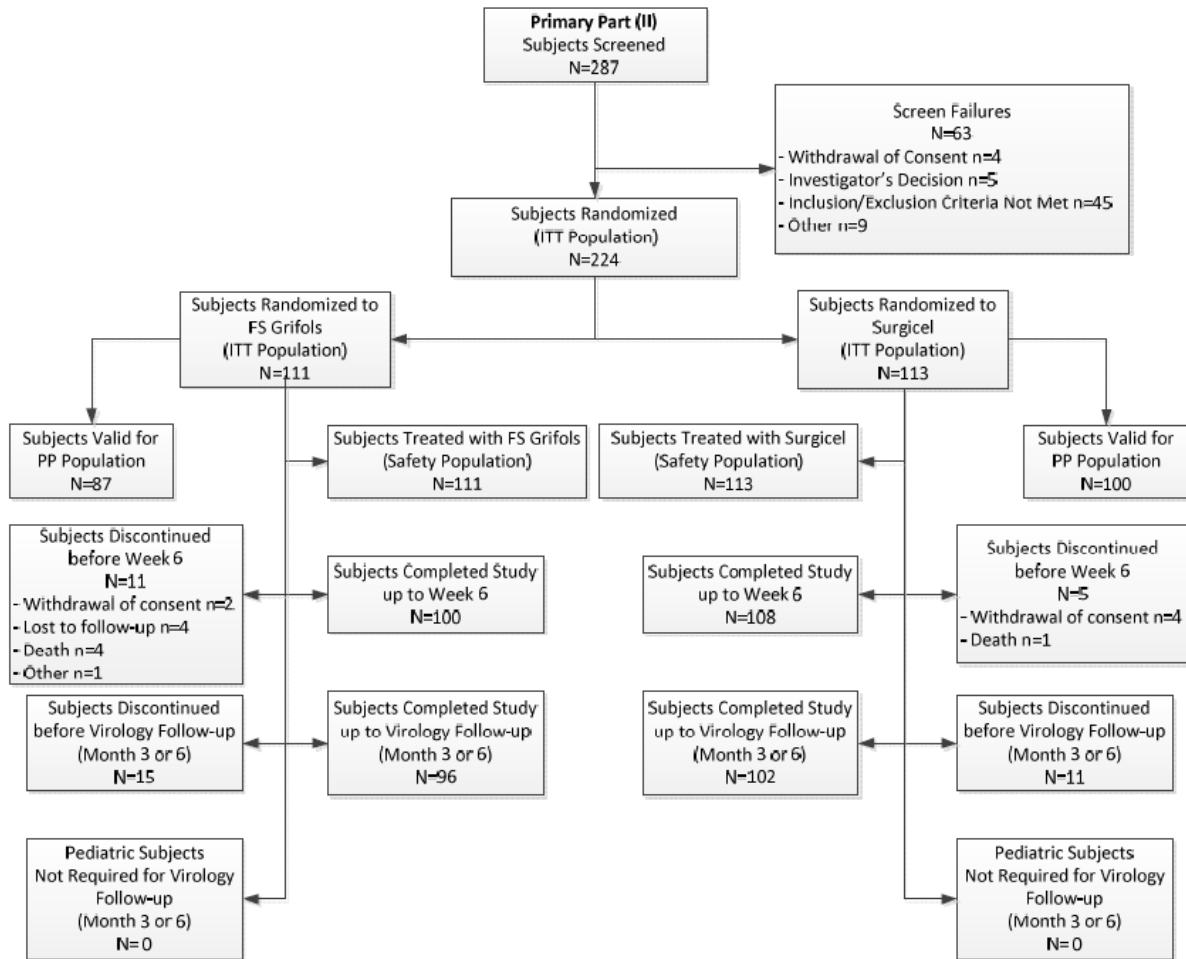 Primary Part (II)
Subjects Screened
N=287
Screen Failures
N=63
- Withdrawal of Consent n=4
- Investigator's Decision n=5
- Inclusion/Exclusion Criteria Not Met n=45
- Other n=9
Subjects Randomized
(ITT Population)
N=224
Subjects Randomized to
FS Grifols
(ITT Population)
N=111
Subjects Randomized to
Surgicel
(ITT Population)
N=113
Subjects Valid for
PP Population
N=87
Subjects Treated with FS Grifols
(Safety Population)
N=111
Subjects Treated with Surgicel
(Safety Population)
N=113
Subjects Valid for
PP Population
N=100
Subjects Discontinued
before Week 6
N=11
- Withdrawal of consent n=2
- Lost to follow-up n=4
- Death n=4
- Other n=1
Subjects Completed Study
up to Week 6
N=100
Subjects Completed Study
up to Week 6
N=108
Subjects Discontinued
before Week 6
N=5
- Withdrawal of consent n=4
- Death n=1
Subjects Discontinued
before Virology Follow-up
(Month 3 or 6)
N=15
Subjects Completed Study
up to Virology Follow-up
(Month 3 or 6)
N=96
Subjects Completed Study
up to Virology Follow-up
(Month 3 or 6)
N=102
Subjects Discontinued
before Virology Follow-up
(Month 3 or 6)
N=11
Pediatric Subjects
Not Required for Virology
Follow-up
(Month 3 or 6)
N= 0
Pediatric Subjects
Not Required for Virology
Follow-up
(Month 3 or 6)
N= 0